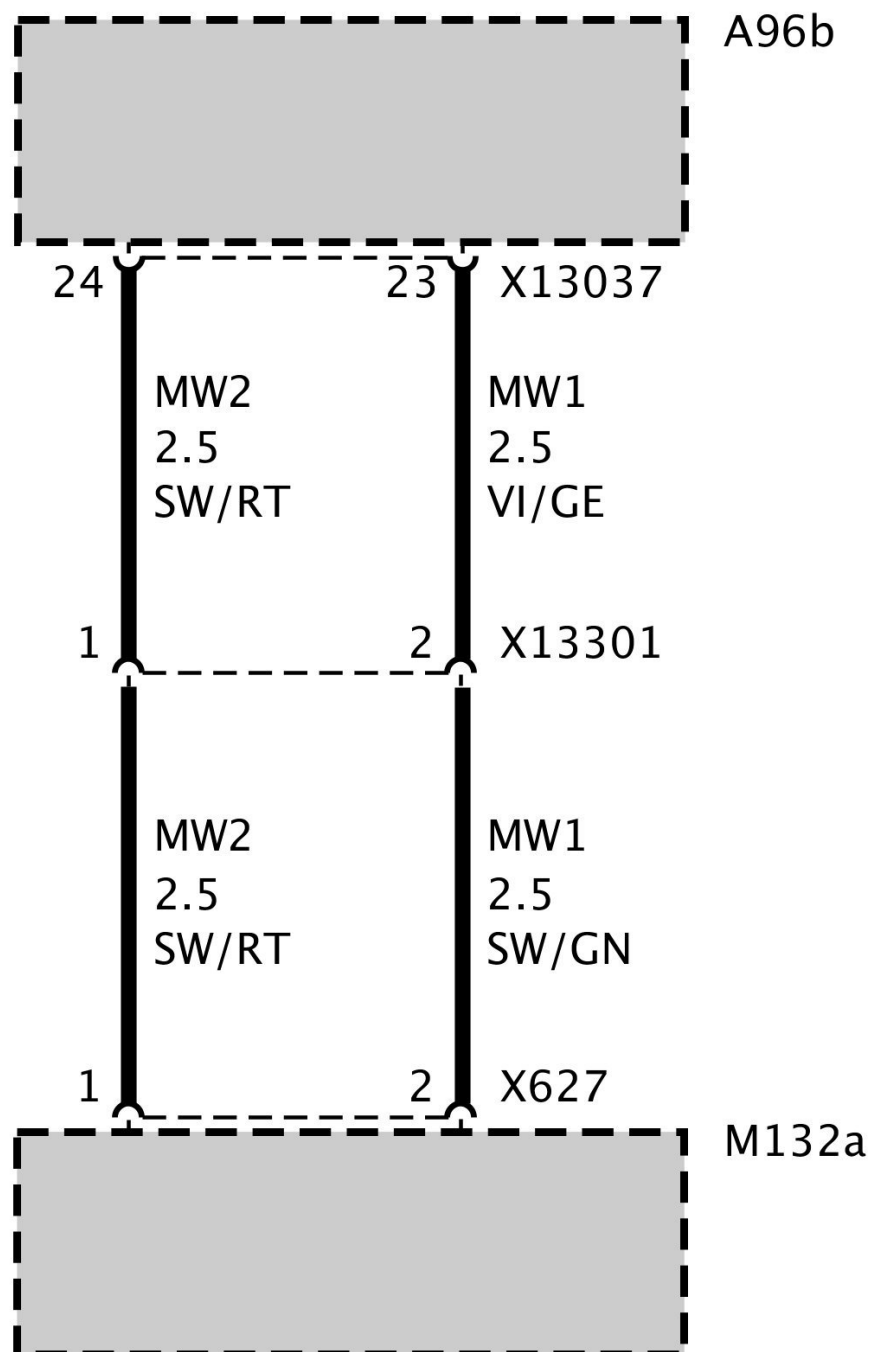 A96b
24
23
X13037
MW2
2.5
SW/RT
MW1
2.5
VI/GE
1
2
X13301
MW2
2.5
SW/RT
MW1
2.5
SW/GN
1
2
X627
M132a